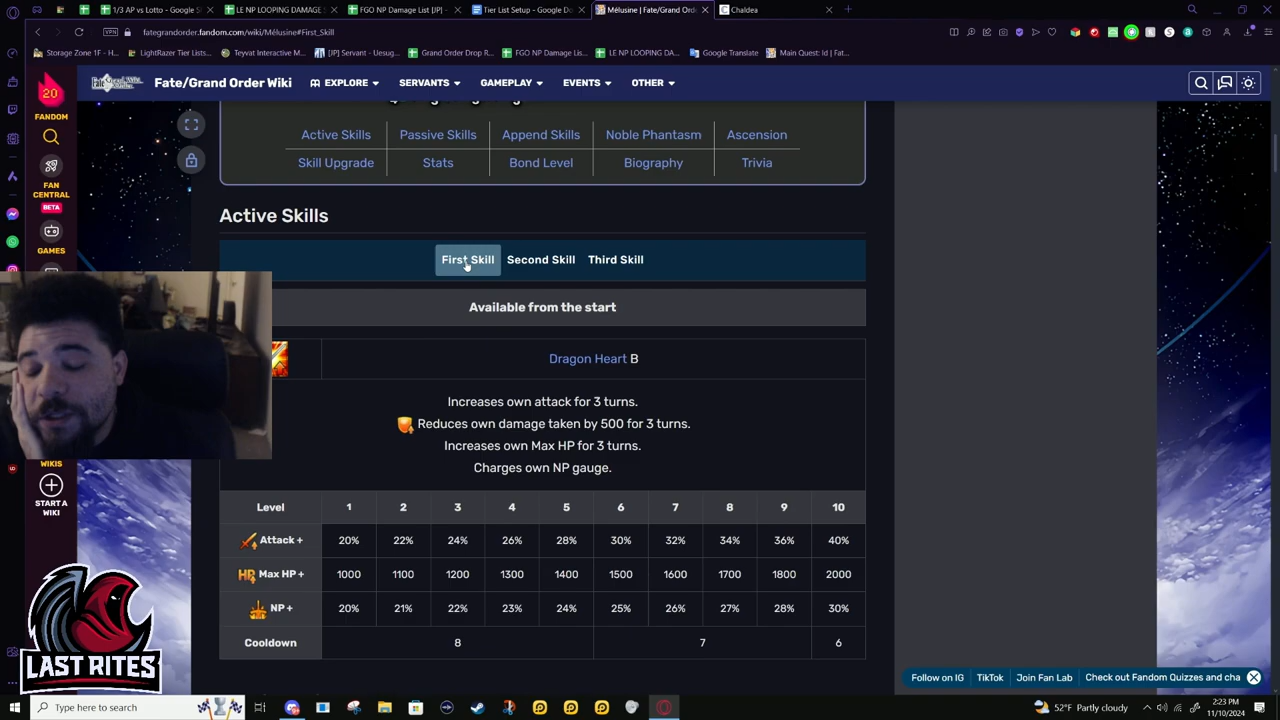 1/3 AP vs Lotto - Google S
LE NP LOOPING DAMAGE S
FGO NP Damage List [JP] -
Tier List Setup - Google Do
Mélusine | Fate/Grand Order
Chaldea
VPN
fategrandorder.fandom.com/wiki/Mélusine#First_Skill
Storage Zone 1F - H...
LightRazer Tier Lists...
Teyvat Interactive M...
[JP] Servant - Uesug...
Grand Order Drop R...
FGO NP Damage Lis...
LE NP LOOPING DA...
Google Translate
Main Quest: Id | Fat...
20
FANDOM
FAN
CENTRAL
BETA
GAMES
WIKIS
START A
WIKI
Fate/Grand Order Wiki
EXPLORE
SERVANTS
GAMEPLAY
EVENTS
OTHER
Active Skills
Passive Skills
Append Skills
Noble Phantasm
Ascension
Skill Upgrade
Stats
Bond Level
Biography
Trivia
Active Skills
First Skill
Second Skill
Third Skill
Available from the start
Dragon Heart B
Increases own attack for 3 turns.
Reduces own damage taken by 500 for 3 turns.
Increases own Max HP for 3 turns.
Charges own NP gauge.
Level 1 2 3 4 5 6 7 8 9 10
Attack + 20% 22% 24% 26% 28% 30% 32% 34% 36% 40%
Max HP + 1000 1100 1200 1300 1400 1500 1600 1700 1800 2000
NP + 20% 21% 22% 23% 24% 25% 26% 27% 28% 30%
Cooldown 8 7 6
LAST RITES
Follow on IG
TikTok
Join Fan Lab
Check out Fandom Quizzes and cha
Type here to search
52°F Partly cloudy
2:23 PM
11/10/2024